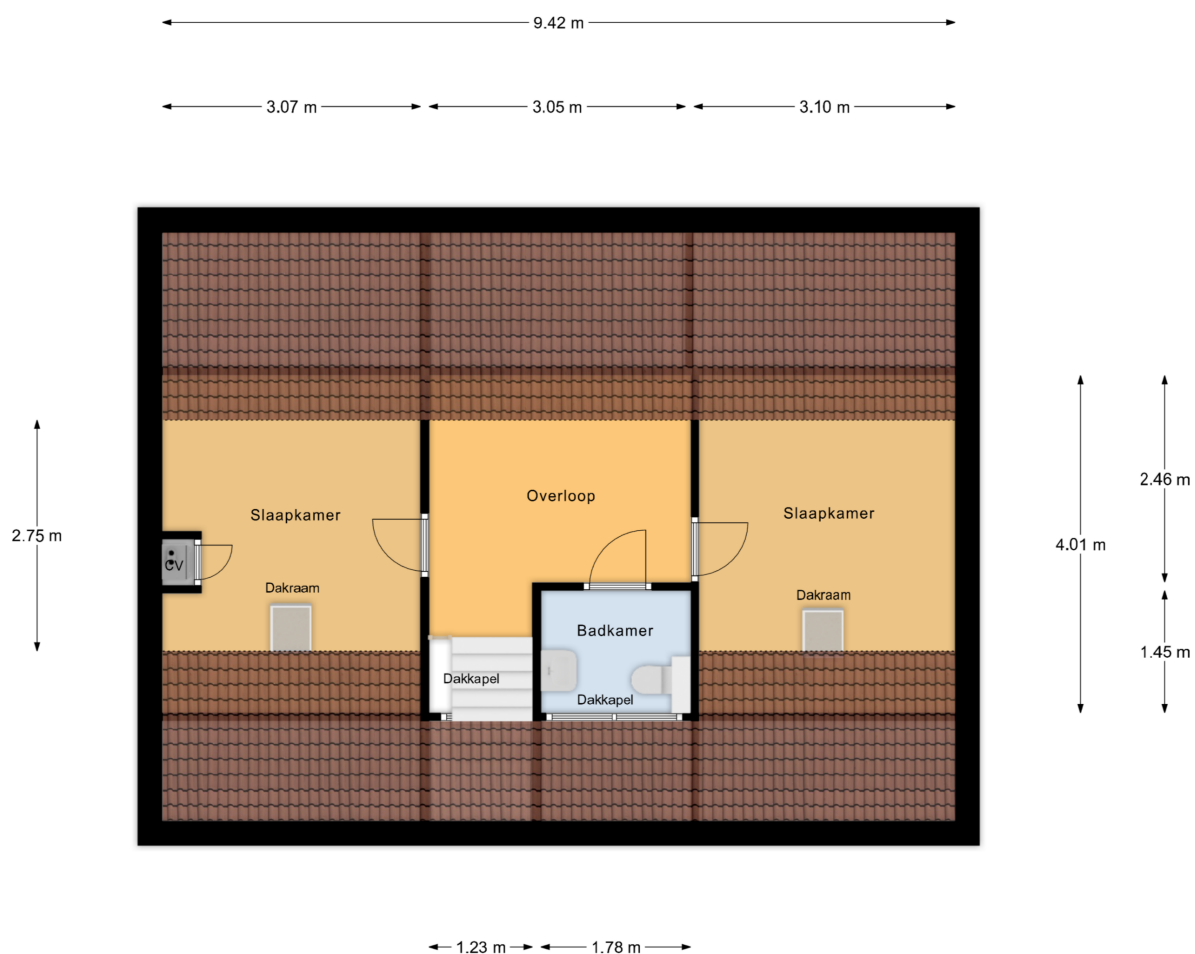 9.42 m
3.07 m
3.05 m
3.10 m
2.46 m
Overloop
Slaapkamer
Slaapkamer
2.75 m
4.01 m
CV
Dakraam
Dakraam
Badkamer
1.45 m
Dakkapel
Dakkapel
1.23 m
1.78 m